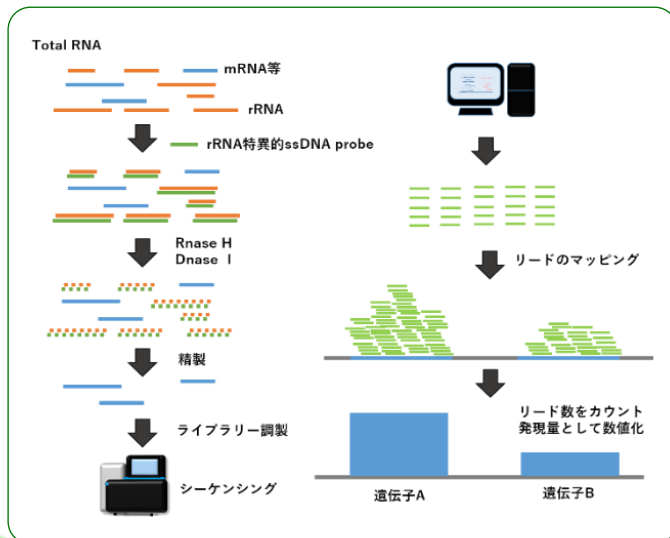 Total RNA
mRNA等
rRNA
rRNA特異的ssDNA probe
Rnase H
Dnase Ⅰ
精製
ライブラリー調製
シーケンシング
リードのマッピング
リード数をカウント
発現量として数値化
遺伝子A
遺伝子B